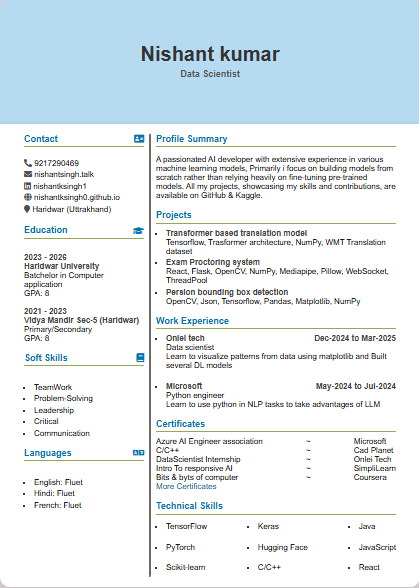 Nishant kumar
Data Scientist
Contact
9217290469
nishantsingh.talk
nishantksingh1
nishantksingh0.github.io
Haridwar (Uttrakhand)
Education
2023 - 2026
Haridwar University
Batchelor in Computer
application
GPA: 8
2021 - 2023
Vidya Mandir Sec-5 (Haridwar)
Primary/Secondary
GPA: 8
Soft Skills
TeamWork
Problem-Solving
Leadership
Critical
Communication
Languages
English: Fluet
Hindi: Fluet
French: Fluet
Profile Summary
A passionated AI developer with extensive experience in various
machine learning models, Primarily i focus on building models from
scratch rather than relying heavily on fine-tuning pre-trained
models. All my projects, showcasing my skills and contributions, are
available on GitHub & Kaggle.
Projects
Transformer based translation model
Tensorflow, Trasformer architecture, NumPy, WMT Translation
dataset
Exam Proctoring system
React, Flask, OpenCV, NumPy, Mediapipe, Pillow, WebSocket,
ThreadPool
Persion bounding box detection
OpenCV, Json, Tensorflow, Pandas, Matplotlib, NumPy
Work Experience
Onlei tech Dec-2024 to Mar-2025
Data scientist
Learn to visualize patterns from data using matplotlib and Built
several DL models
Microsoft May-2024 to Jul-2024
Python engineer
Learn to use python in NLP tasks to take advantages of LLM
Certificates
Azure AI Engineer association ~ Microsoft
C/C++ ~ Cad Planet
DataScientist Internship ~ Onlei Tech
Intro To responsive AI ~ SimpliLearn
Bits & byts of computer ~ Coursera
More Certificates
Technical Skills
TensorFlow Keras Java
PyTorch Hugging Face JavaScript
Scikit-learn C/C++ React